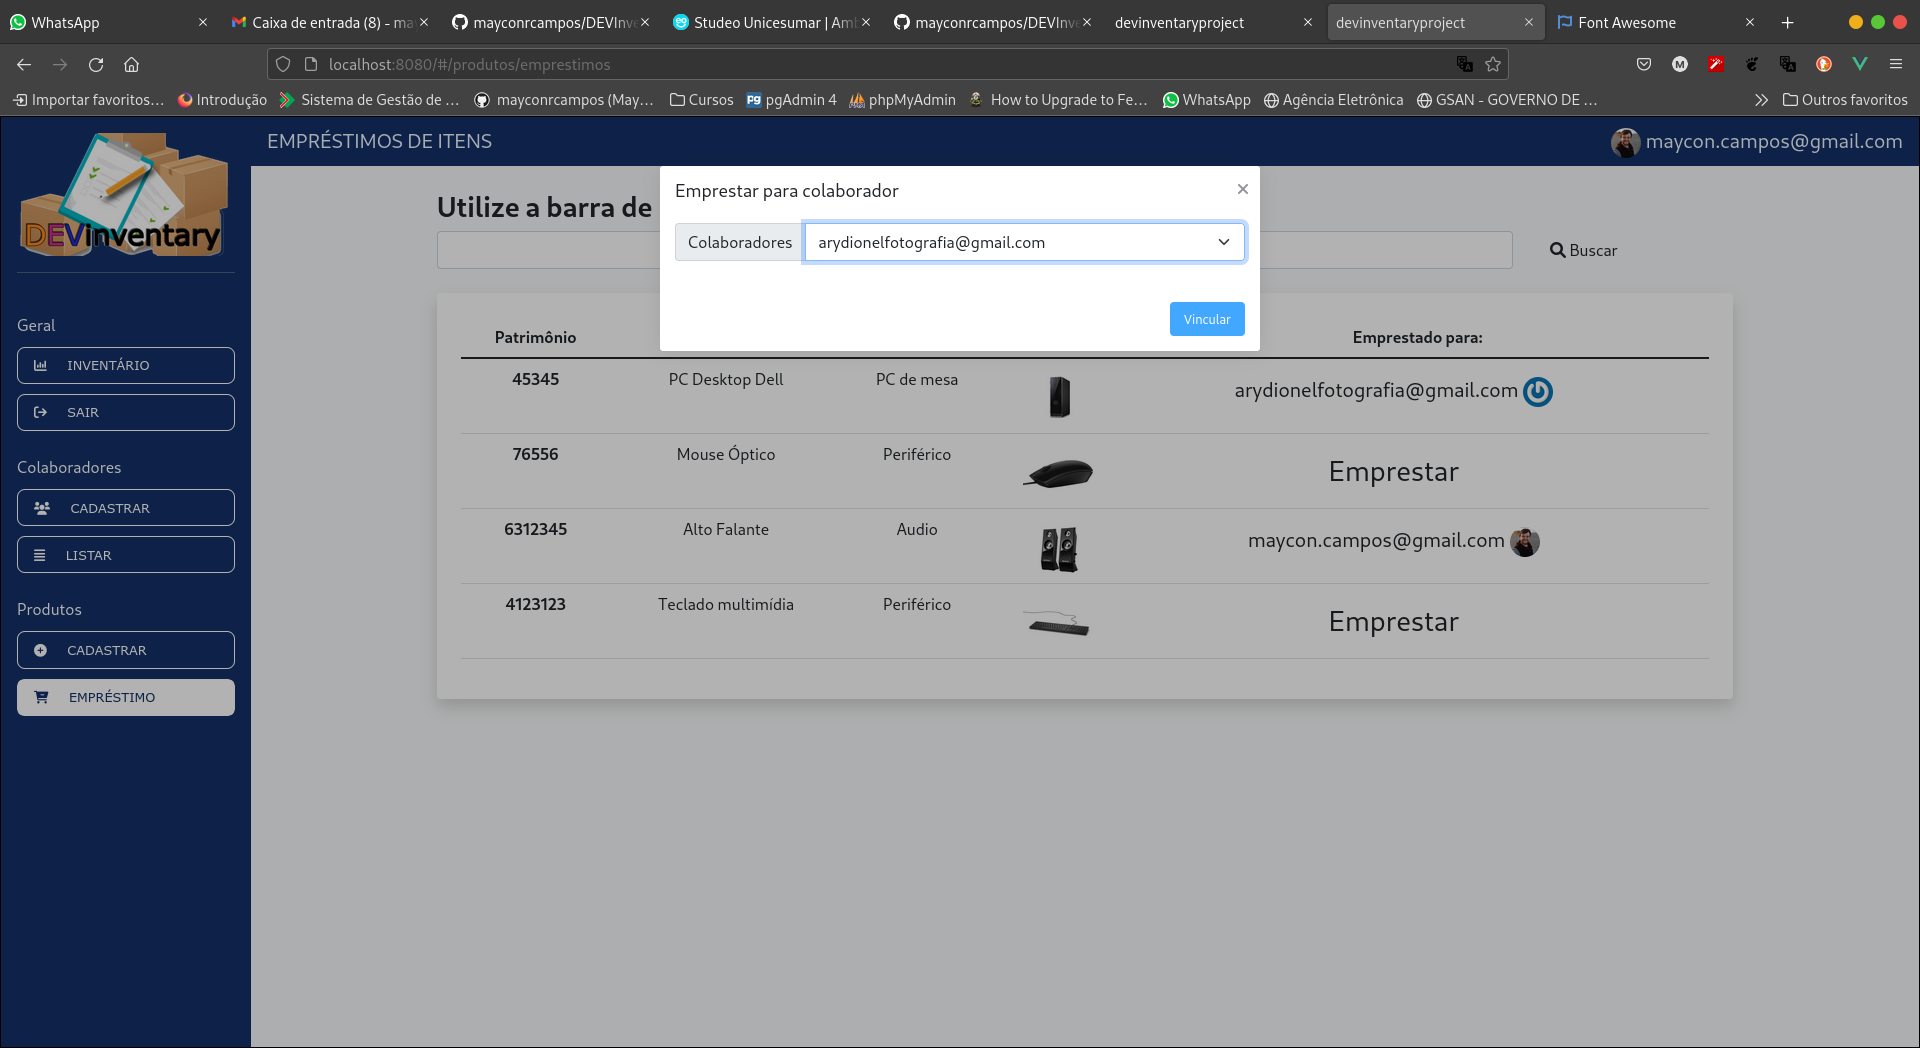 WhatsApp
Caixa de entrada (8) - ma
mayconrcampos/DEVInv
Studeo Unicesumar | Am
mayconrcampos/DEVInv
devinventaryproject
devinventaryproject
Font Awesome
localhost:8080/#/produtos/emprestimos
Importar favoritos...
Introdução
Sistema de Gestão de ...
mayconrcampos (May...
Cursos
pgAdmin 4
phpMyAdmin
How to Upgrade to Fe...
WhatsApp
Agência Eletrônica
GSAN - GOVERNO DE ...
Outros favoritos
DEVinventary
EMPRÉSTIMOS DE ITENS
maycon.campos@gmail.com
Geral
INVENTÁRIO
SAIR
Colaboradores
CADASTRAR
LISTAR
Produtos
CADASTRAR
EMPRÉSTIMO
Utilize a barra de
Buscar
Emprestar para colaborador
Colaboradores
arydionelfotografia@gmail.com
Vincular
Patrimônio Emprestado para:
45345 PC Desktop Dell PC de mesa arydionelfotografia@gmail.com
76556 Mouse Óptico Periférico Emprestar
6312345 Alto Falante Audio maycon.campos@gmail.com
4123123 Teclado multimídia Periférico Emprestar